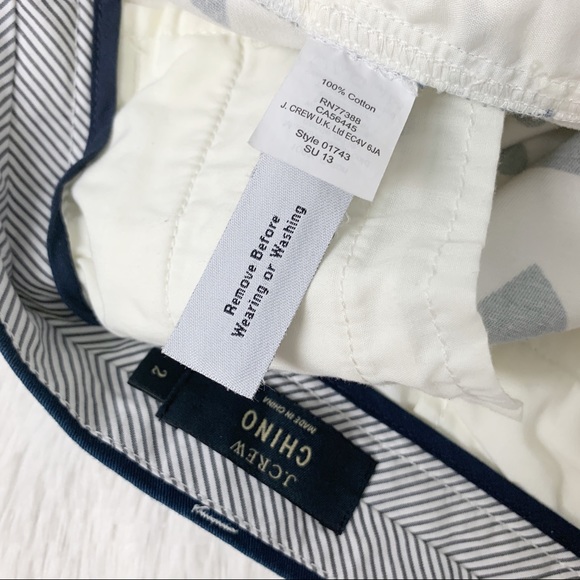 100% Cotton
RN77388
CA56445
J. CREW U.K. Ltd EC4V 6JA
Style 01743
SU 13
Remove Before
Wearing or Washing
2
J.CREW
CHINO
MADE IN CHINA